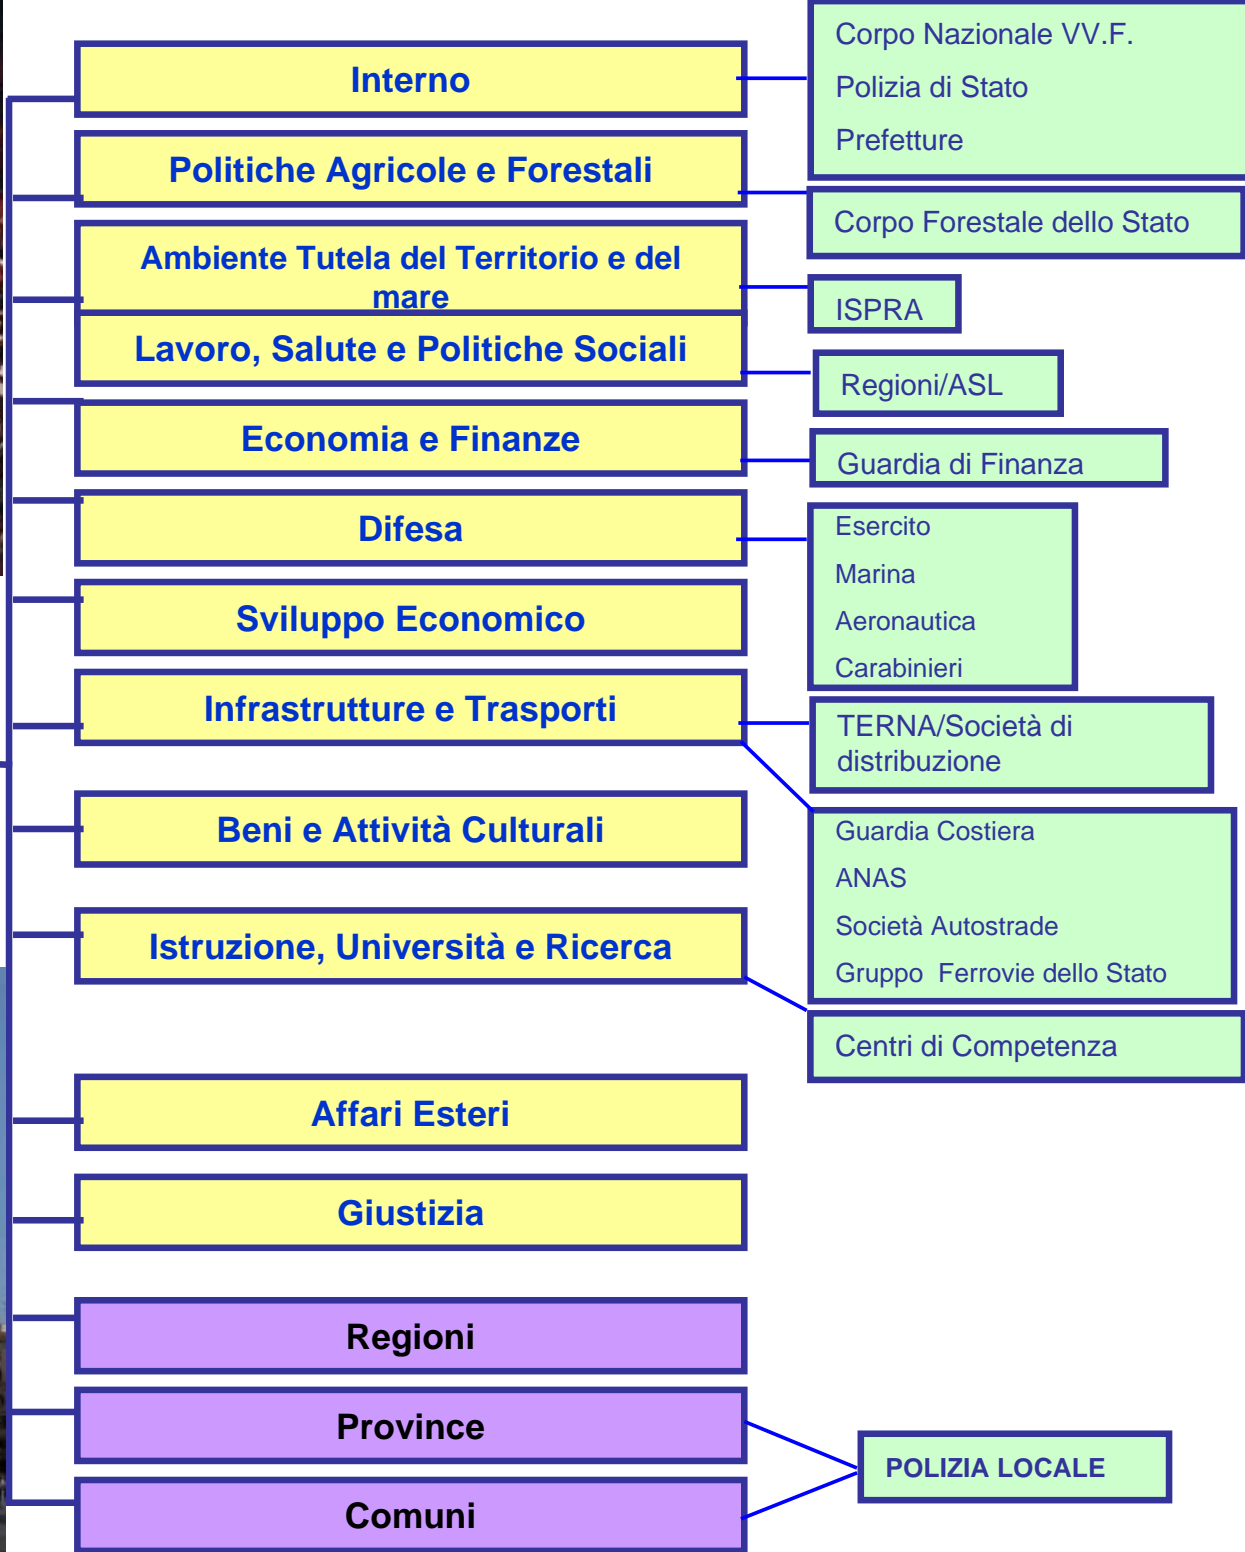 Interno
Corpo Nazionale VV.F.
Polizia di Stato
Prefetture
Politiche Agricole e Forestali
Corpo Forestale dello Stato
Ambiente Tutela del Territorio e del
mare
ISPRA
Lavoro, Salute e Politiche Sociali
Regioni/ASL
Economia e Finanze
Guardia di Finanza
Difesa
Esercito
Marina
Aeronautica
Carabinieri
Sviluppo Economico
Infrastrutture e Trasporti
TERNA/Società di
distribuzione
Guardia Costiera
ANAS
Società Autostrade
Gruppo  Ferrovie dello Stato
Beni e Attività Culturali
Istruzione, Università e Ricerca
Centri di Competenza
Affari Esteri
Giustizia
Regioni
Province
Comuni
POLIZIA LOCALE